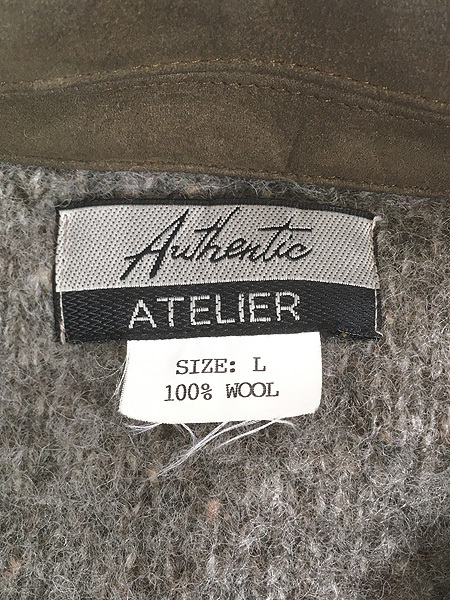 Authentic
ATELIER
SIZE: L
100% WOOL